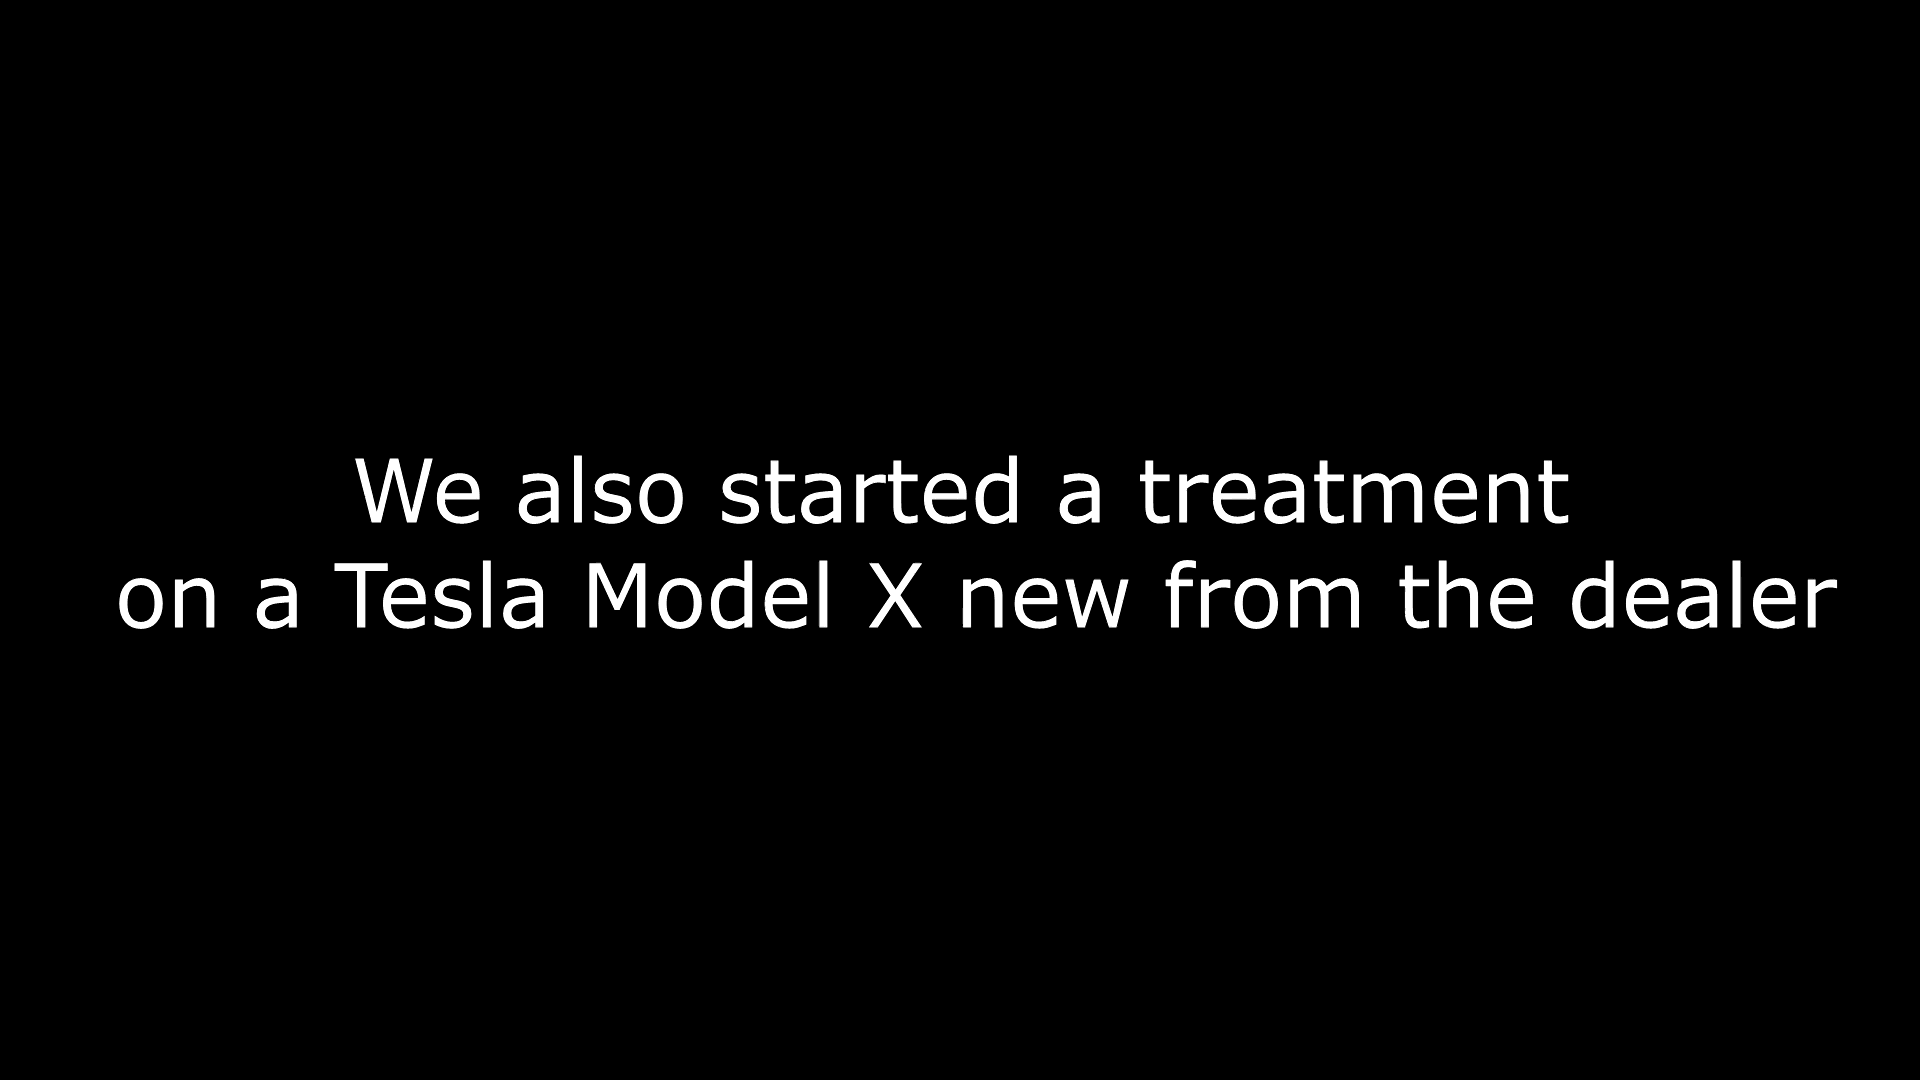 We also started a treatment
on a Tesla Model X new from the dealer